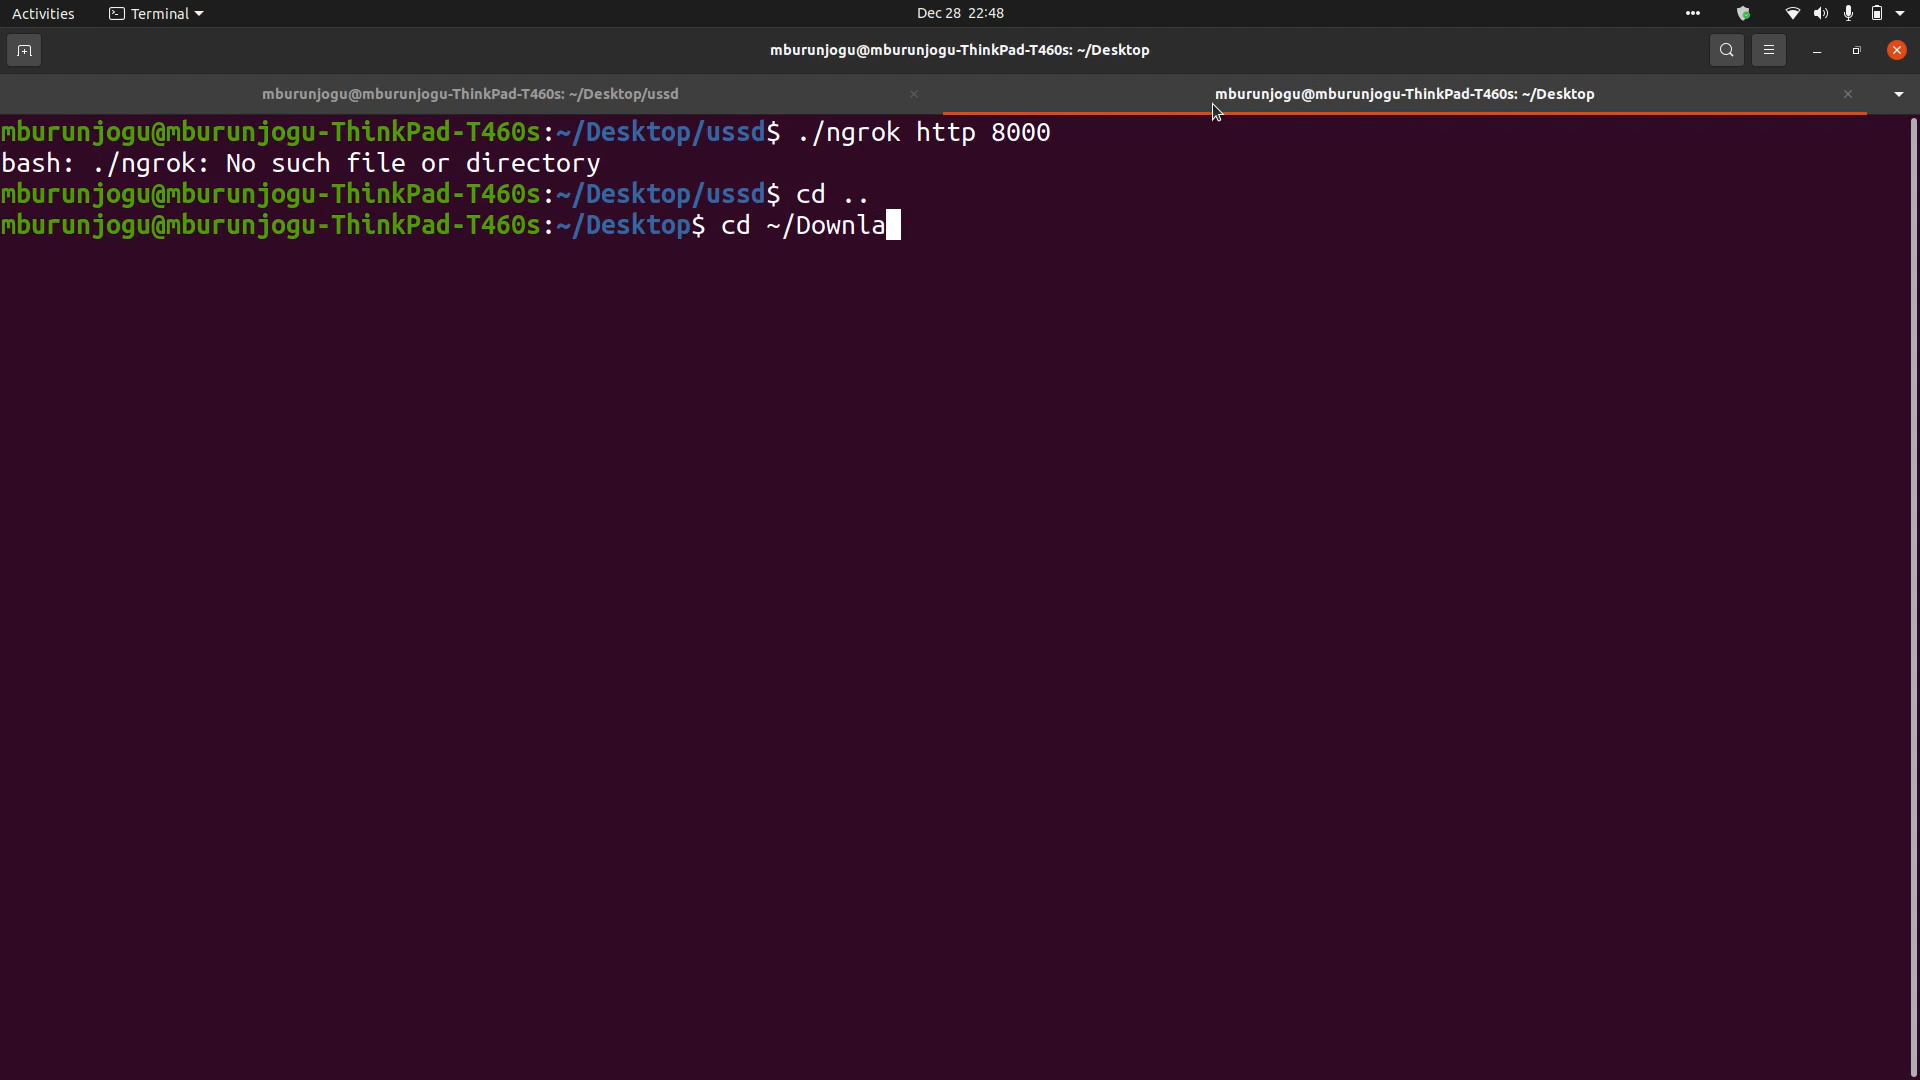 Activities Terminal Dec 28 22:48
mburunjogu@mburunjogu-ThinkPad-T460s: ~/Desktop
mburunjogu@mburunjogu-ThinkPad-T460s: ~/Desktop/ussd mburunjogu@mburunjogu-ThinkPad-T460s: ~/Desktop
mburunjogu@mburunjogu-ThinkPad-T460s:~/Desktop/ussd$ ./ngrok http 8000
bash: ./ngrok: No such file or directory
mburunjogu@mburunjogu-ThinkPad-T460s:~/Desktop/ussd$ cd ..
mburunjogu@mburunjogu-ThinkPad-T460s:~/Desktop$ cd ~/Downla